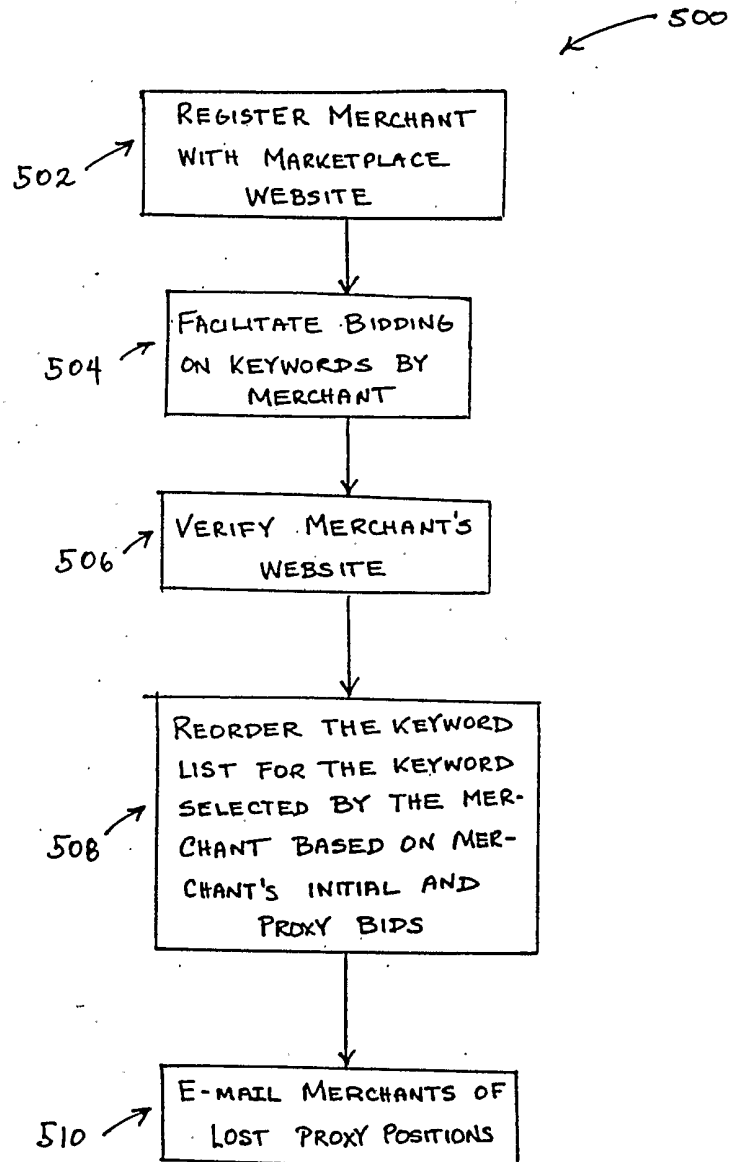 500
502
REGISTER MERCHANT
WITH MARKETPLACE
WEBSITE
504
FACILITATE BIDDING
ON KEYWORDS BY
MERCHANT
506
VERIFY MERCHANT'S
WEBSITE
508
REORDER THE KEYWORD
LIST FOR THE KEYWORD
SELECTED BY THE MER-
CHANT BASED ON MER-
CHANT'S INITIAL AND
PROXY BIDS
510
E-MAIL MERCHANTS OF
LOST PROXY POSITIONS